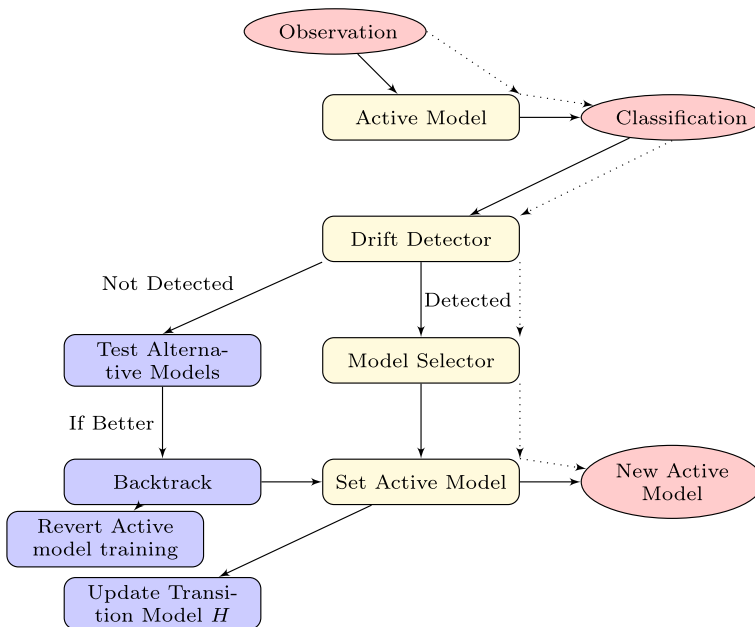 Observation
Active Model
Classification
Drift Detector
Not Detected
Detected
Test Alterna-
tive Models
Model Selector
If Better
Backtrack
Set Active Model
New Active
Model
Revert Active
model training
Update Transi-
tion Model H